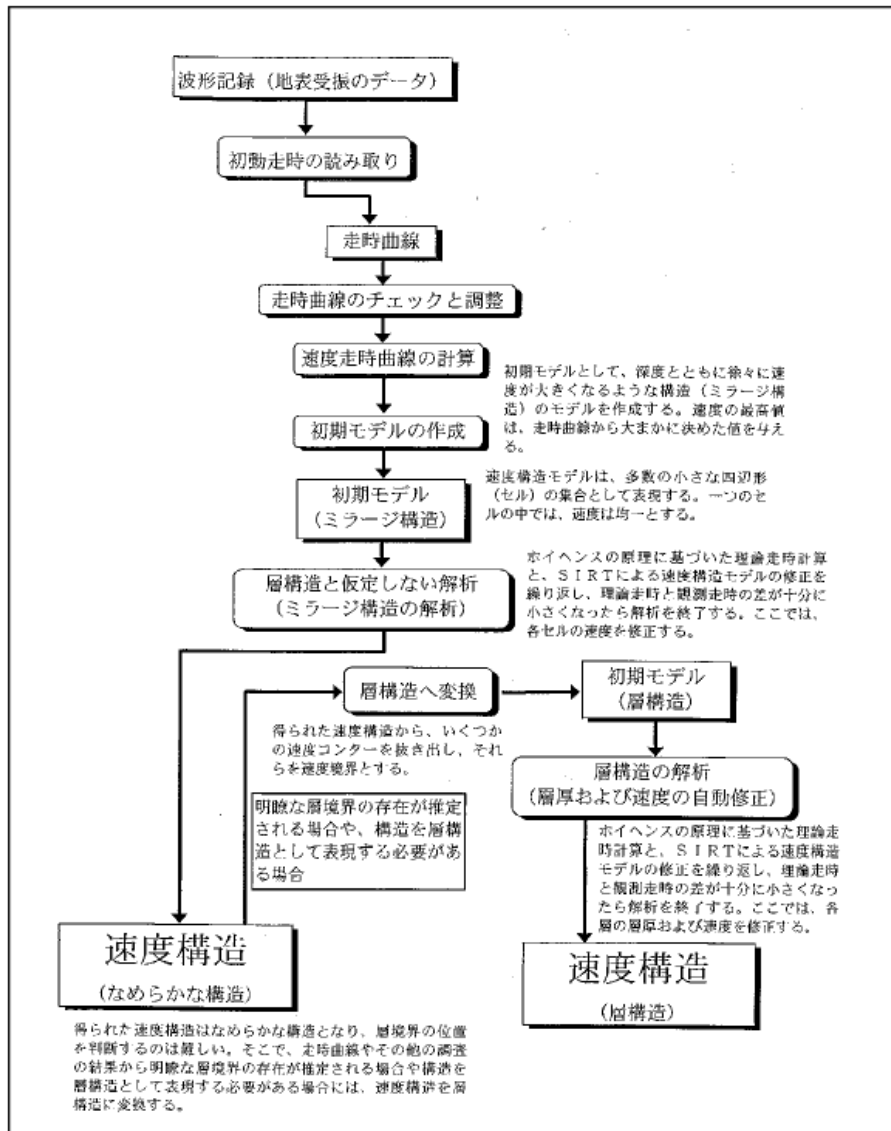 波形記録（地表受振のデータ）
初動走時の読み取り
走時曲線
走時曲線のチェックと調整
速度走時曲線の計算
初期モデルの作成
初期モデルとして、深度とともに徐々に速
度が大きくなるような構造（ミラージ構
造）のモデルを作成する。速度の最高値
は、走時曲線から大まかに決めた値を与え
る。
初期モデル
(ミラージ構造)
速度構造モデルは、多数の小さな四辺形
（セル）の集合として表現する。一つのセ
ルの中では、速度は均一とする。
層構造と仮定しない解析
(ミラージ構造の解析)
ホイヘンスの原理に基づいた理論走時計算
と、ＳＩＲＴによる速度構造モデルの修正を
繰り返し、理論走時と観測走時の差が十分に
小さくなったら解析を終了する。ここでは、
各セルの速度を修正する。
層構造へ変換
初期モデル
(層構造)
得られた速度構造から、いくつか
の速度コンターを抜き出し、それ
らを速度境界とする。
層構造の解析
(層厚および速度の自動修正)
明瞭な層境界の存在が推定
される場合や、構造を層構
造として表現する必要があ
る場合
ホイヘンスの原理に基づいた理論走
時計算と、ＳＩＲＴによる速度構造
モデルの修正を繰り返し、理論走時
と観測走時の差が十分に小さくなっ
たら解析を終了する。ここでは、各
層の層厚および速度を修正する。
速度構造
(なめらかな構造)
速度構造
(層構造)
得られた速度構造はなめらかな構造となり、層境界の位置
を判断するのは難しい。そこで、走時曲線やその他の調査
の結果から明瞭な層境界の存在が推定される場合や構造を
層構造として表現する必要がある場合には、速度構造を層
構造に変換する。